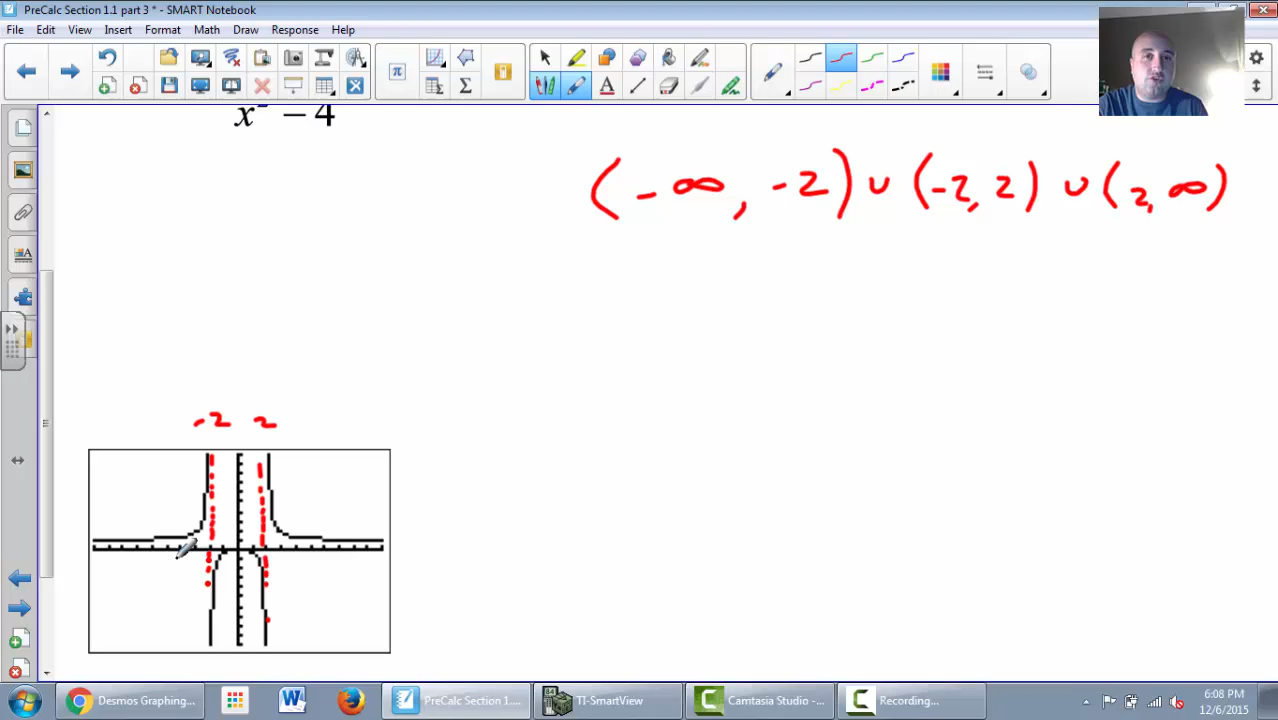 PreCalc Section 1.1 part 3 * - SMART Notebook
File Edit View Insert Format Math Draw Response Help
x² − 4
(-∞, -2) ∪ (-2, 2) ∪ (2, ∞)
-2 2
Desmos Graphing...
PreCalc Section 1....
TI-SmartView
Camtasia Studio -...
Recording...
6:08 PM
12/6/2015